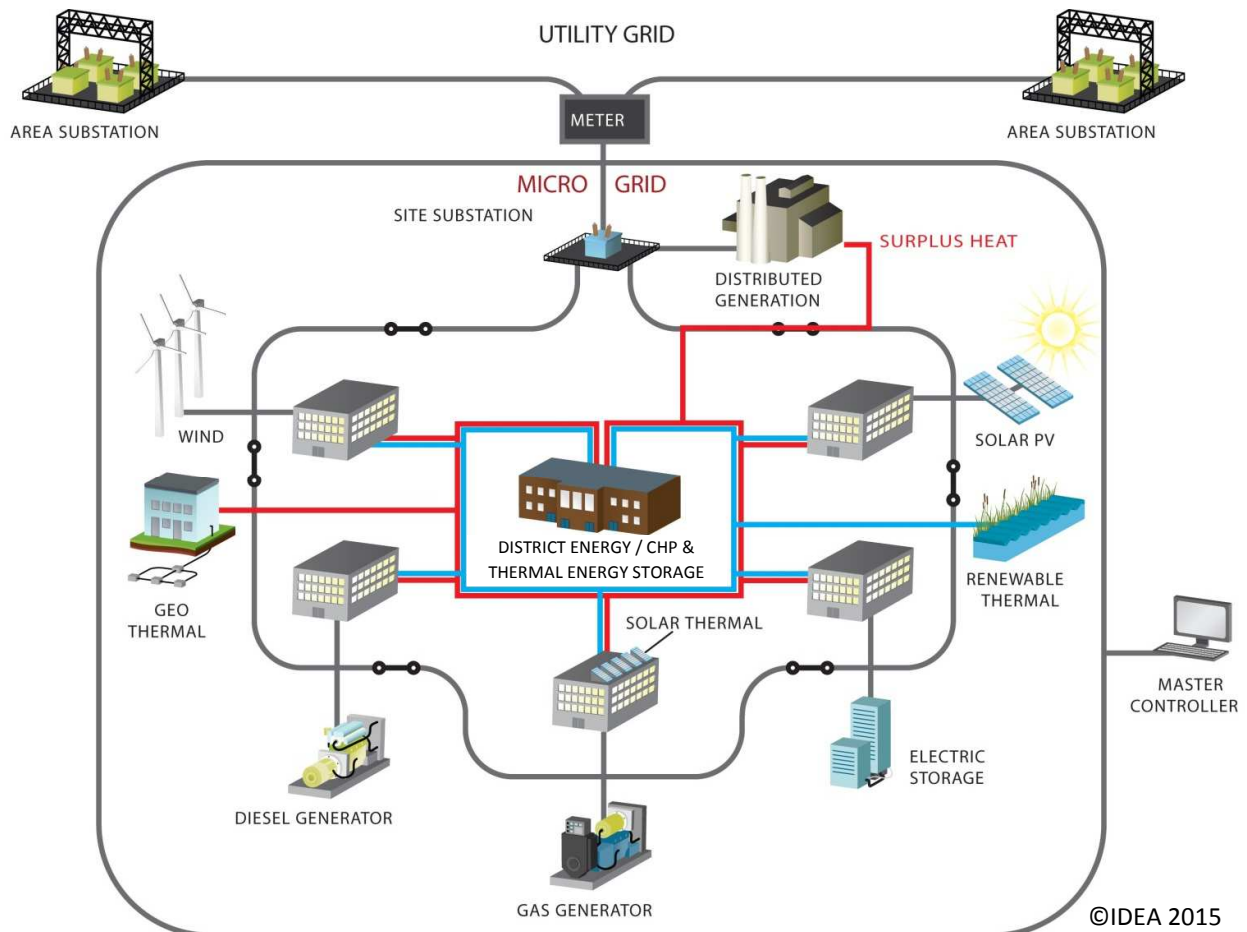 UTILITY GRID
AREA SUBSTATION
METER
AREA SUBSTATION
MICRO GRID
SITE SUBSTATION
SURPLUS HEAT
DISTRIBUTED
GENERATION
WIND
SOLAR PV
DISTRICT ENERGY / CHP &
THERMAL ENERGY STORAGE
GEO
THERMAL
RENEWABLE
THERMAL
SOLAR THERMAL
MASTER
CONTROLLER
ELECTRIC
STORAGE
DIESEL GENERATOR
GAS GENERATOR
©IDEA 2015